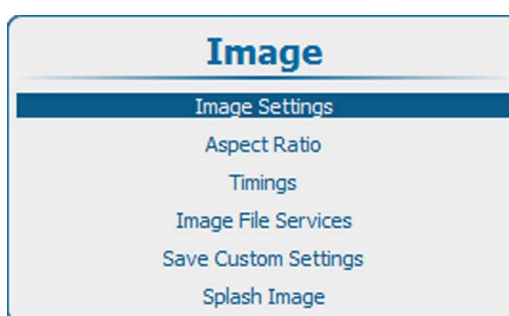 Image
Image Settings
Aspect Ratio
Timings
Image File Services
Save Custom Settings
Splash Image